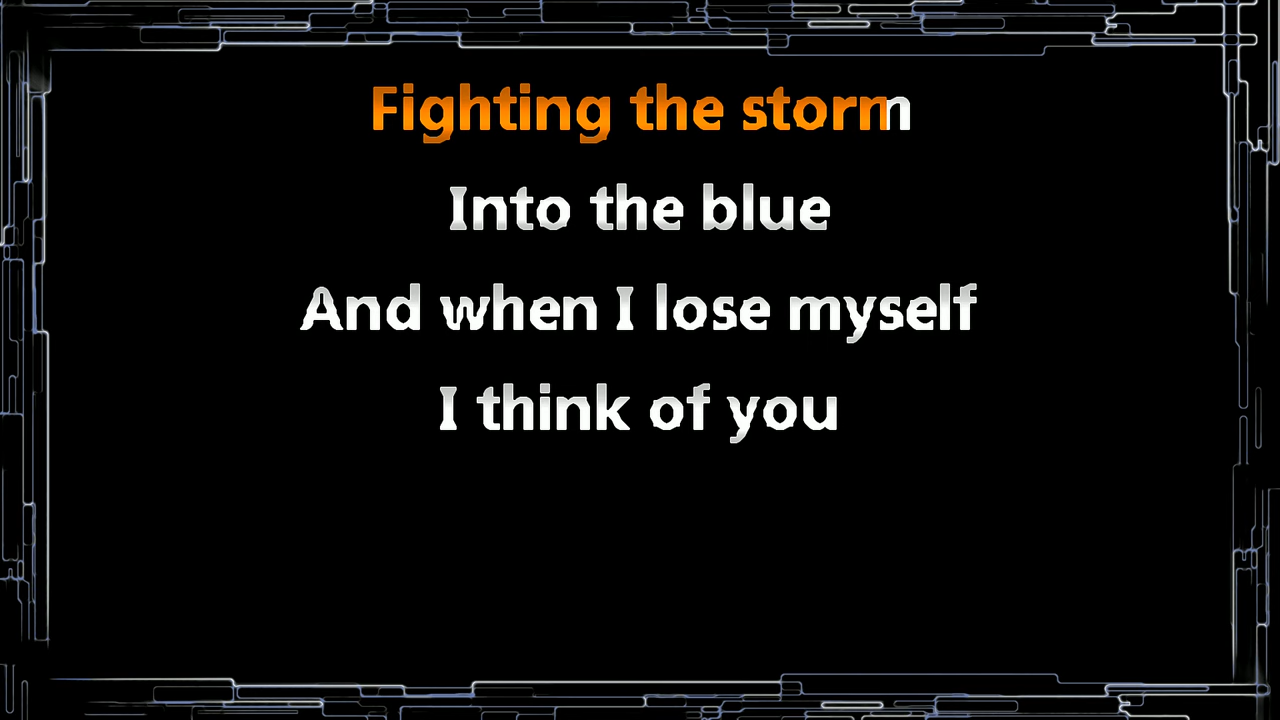 Fighting the storm
Into the blue
And when I lose myself
I think of you